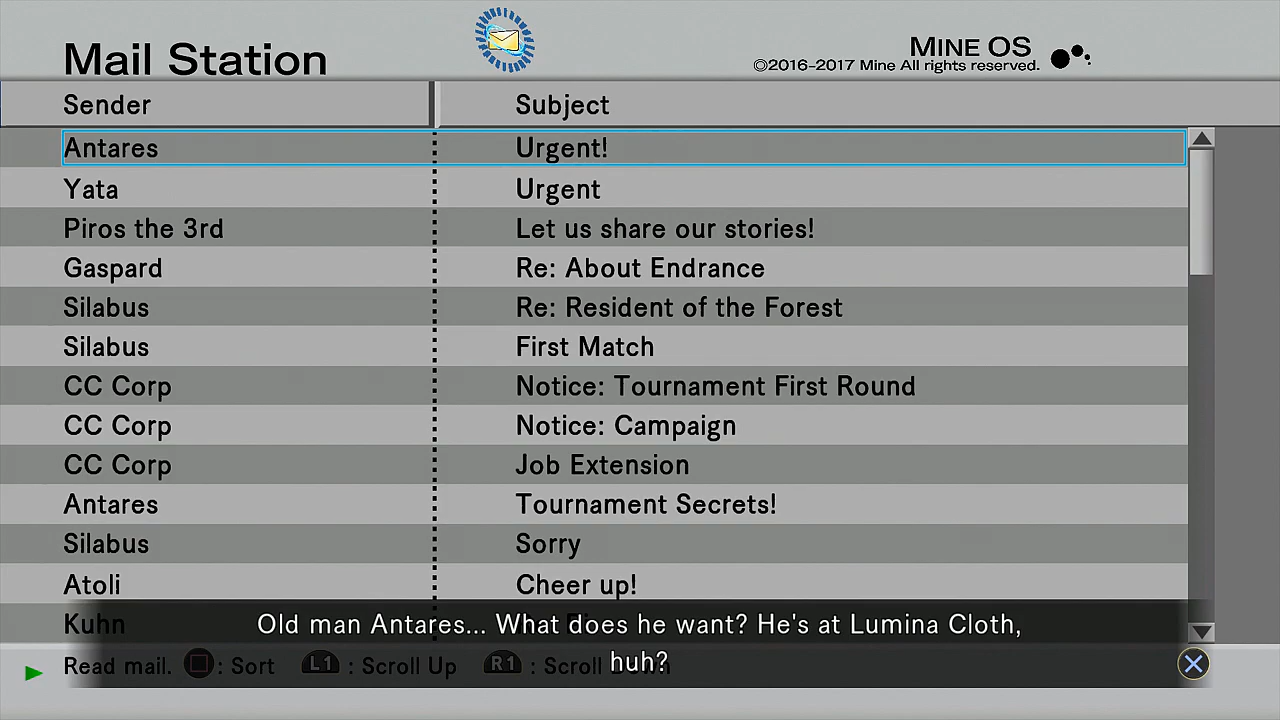 Mail Station
MINE OS
©2016-2017 Mine All rights reserved.
Sender Subject
Antares Urgent!
Yata Urgent
Piros the 3rd Let us share our stories!
Gaspard Re: About Endrance
Silabus Re: Resident of the Forest
Silabus First Match
CC Corp Notice: Tournament First Round
CC Corp Notice: Campaign
CC Corp Job Extension
Antares Tournament Secrets!
Silabus Sorry
Atoli Cheer up!
Kuhn
Old man Antares... What does he want? He's at Lumina Cloth,
huh?
Read mail. : Sort L1 : Scroll Up R1 : Scroll